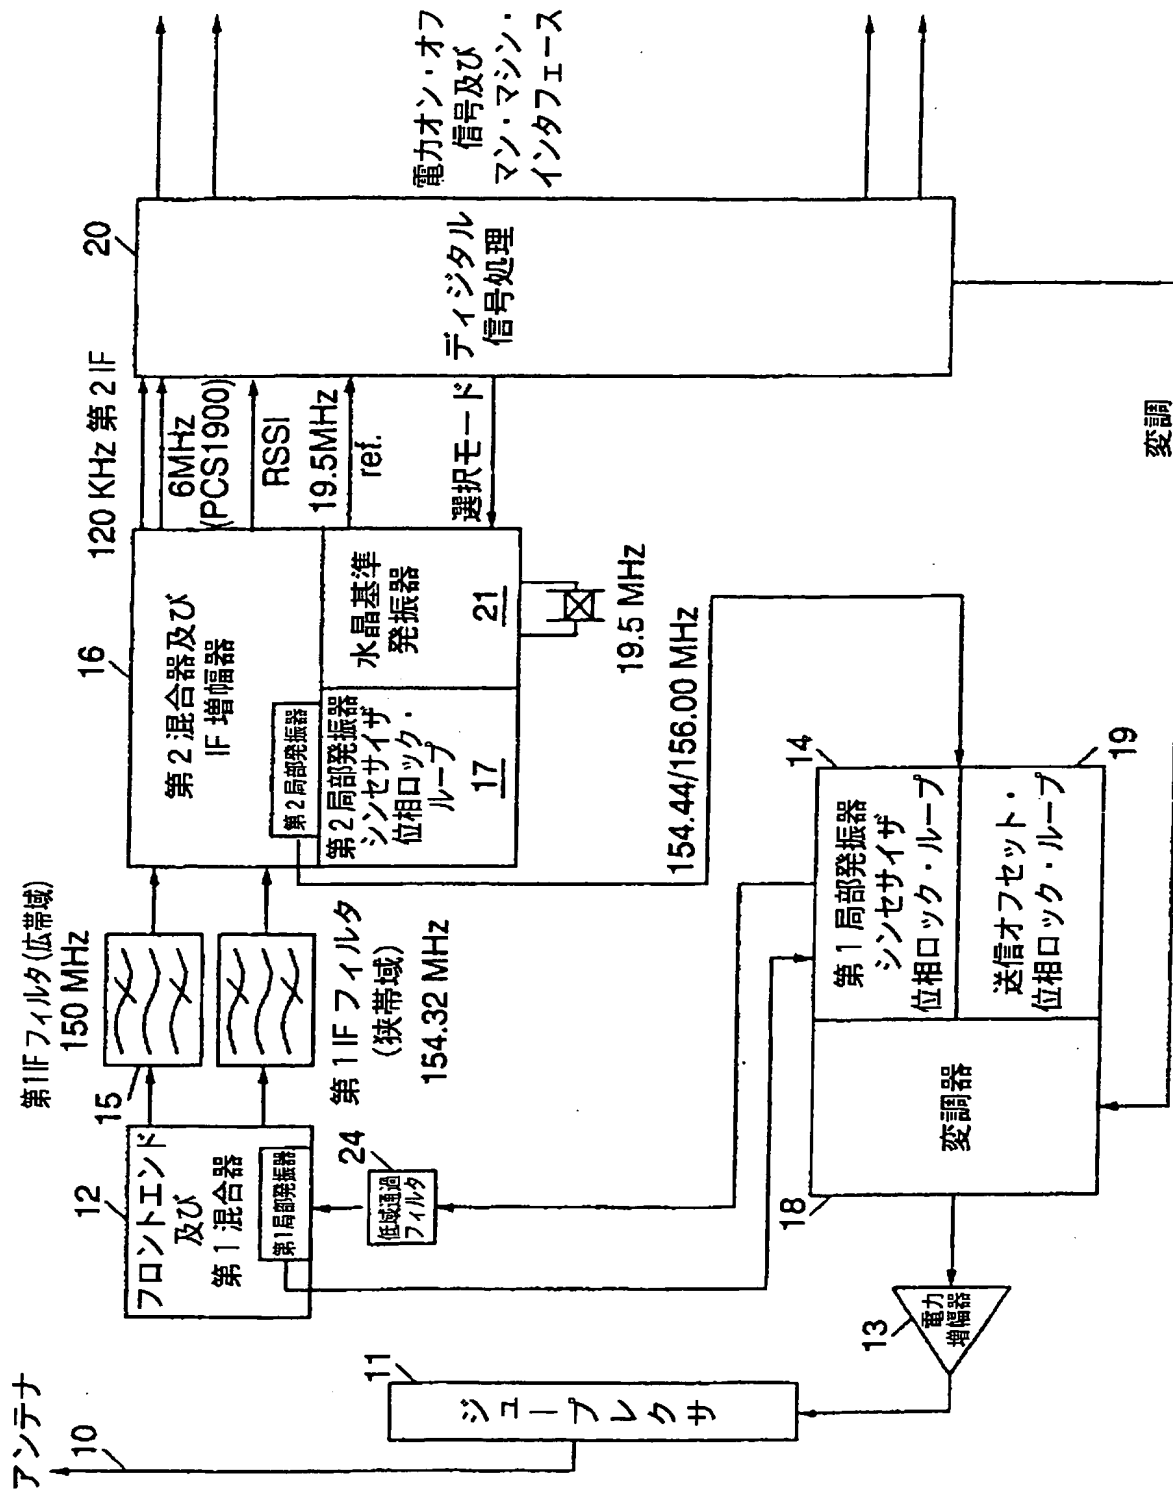 アンテナ
10
11
ジュープレクサ
12
フロントエンド
及び
第1混合器
第1局部発振器
24
低域通過
フィルタ
13
電力
増幅器
第1IFフィルタ(広帯域)
150 MHz
15
第1IFフィルタ
(狭帯域)
154.32 MHz
16
第2混合器及び
IF増幅器
第2局部発振器
第2局部発振器
シンセサイザ
位相ロック・
ループ
17
水晶基準
発振器
21
19.5 MHz
154.44/156.00 MHz
14
第1局部発振器
シンセサイザ
位相ロック・ループ
送信オフセット・
位相ロック・ループ
19
変調器
18
120 KHz 第2IF
6MHz
(PCS1900)
RSSI
19.5MHz
ref.
選択モード
20
ディジタル
信号処理
電力オン・オフ
信号及び
マン・マシン・
インタフェース
変調